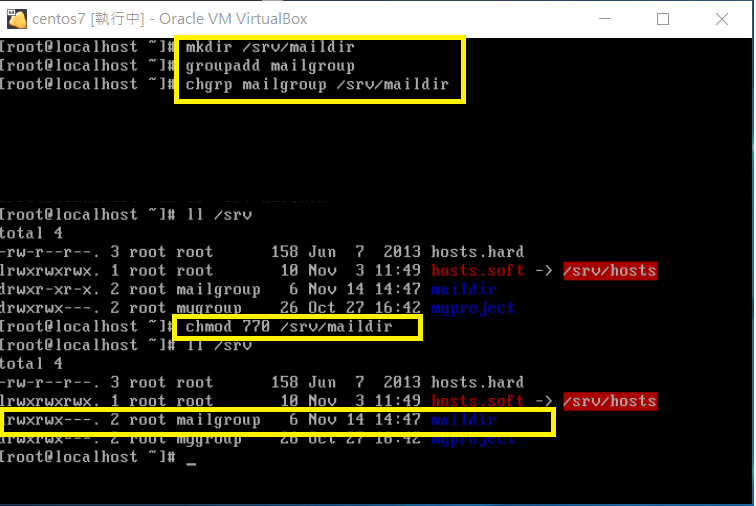 centos7 [執行中] - Oracle VM VirtualBox
[root@localhost ~]# mkdir /srv/maildir
[root@localhost ~]# groupadd mailgroup
[root@localhost ~]# chgrp mailgroup /srv/maildir
[root@localhost ~]# ll /srv
total 4
-rw-r--r--. 3 root root      158 Jun  7  2013 hosts.hard
lrwxrwxrwx. 1 root root       10 Nov  3 11:49 hosts.soft -> /srv/hosts
drwxr-xr-x. 2 root mailgroup   6 Nov 14 14:47 maildir
drwxrwx---. 2 root mygroup    26 Oct 27 16:42 myproject
[root@localhost ~]# chmod 770 /srv/maildir
[root@localhost ~]# ll /srv
total 4
-rw-r--r--. 3 root root      158 Jun  7  2013 hosts.hard
lrwxrwxrwx. 1 root root       10 Nov  3 11:49 hosts.soft -> /srv/hosts
drwxrwx---. 2 root mailgroup   6 Nov 14 14:47 maildir
drwxrwx---. 2 root mygroup    26 Oct 27 16:42 myproject
[root@localhost ~]# _